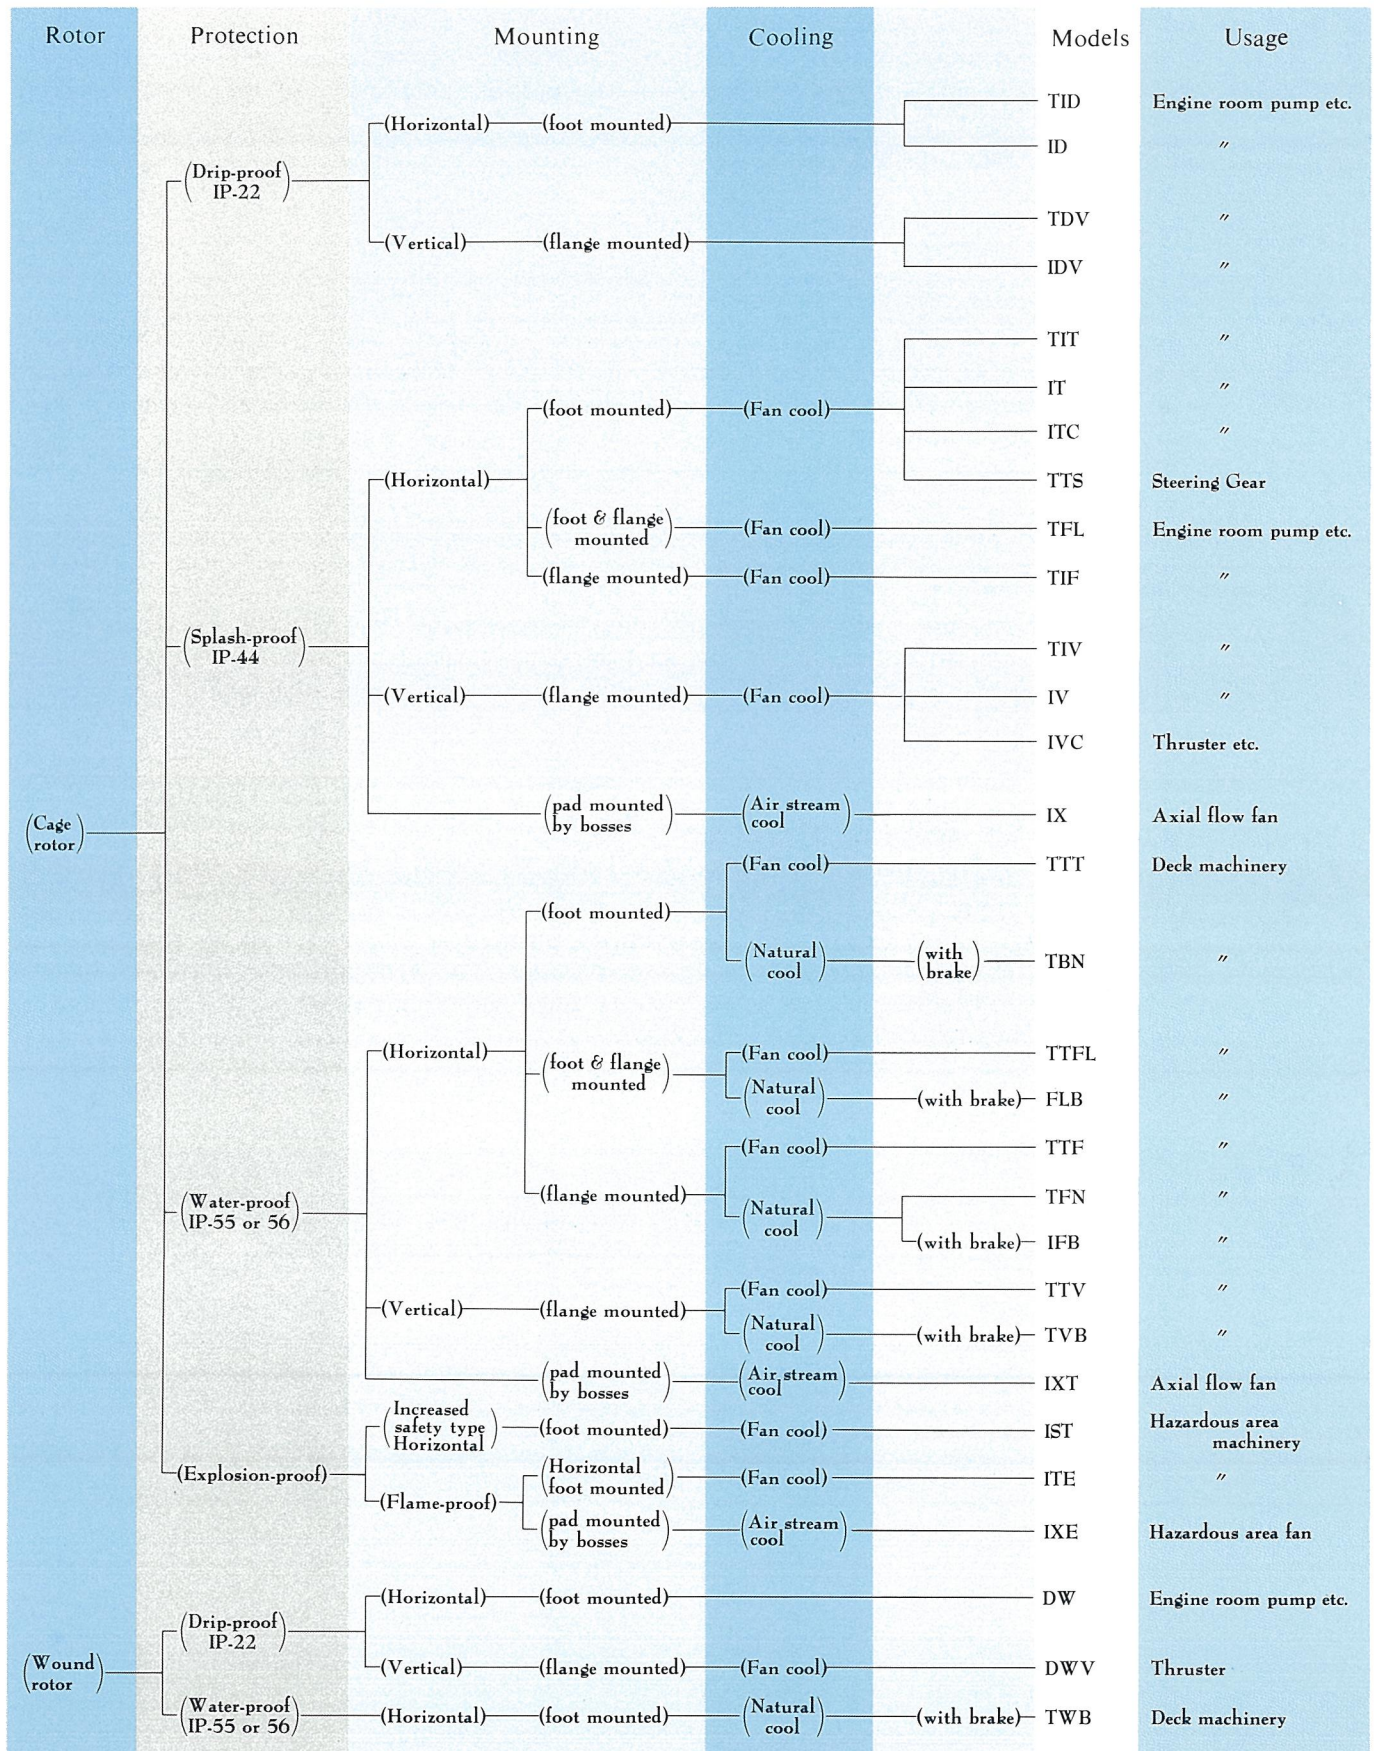 Rotor Protection Mounting Cooling Models Usage
TID Engine room pump etc.
(Horizontal) (foot mounted)
ID 〃
(Drip-proof
IP-22)
TDV 〃
(Vertical) (flange mounted)
IDV 〃
TIT 〃
IT 〃
(foot mounted) (Fan cool)
ITC 〃
(Horizontal) TTS Steering Gear
(foot & flange
mounted) (Fan cool) TFL Engine room pump etc.
(flange mounted) (Fan cool) TIF 〃
(Splash-proof
IP-44)
TIV 〃
(Vertical) (flange mounted) (Fan cool) IV 〃
IVC Thruster etc.
(pad mounted
by bosses) (Air stream
cool) IX Axial flow fan
(Cage
rotor)
(Fan cool) TTT Deck machinery
(foot mounted)
(Natural
cool) (with
brake) TBN 〃
(Horizontal)
(foot & flange
mounted) (Fan cool) TTFL 〃
(Natural
cool) (with brake) FLB 〃
(Fan cool) TTF 〃
(flange mounted) TFN 〃
(Water-proof
IP-55 or 56)
(Natural
cool)
(with brake) IFB 〃
(Fan cool) TTV 〃
(Vertical) (flange mounted)
(Natural
cool) (with brake) TVB 〃
(pad mounted
by bosses) (Air stream
cool) IXT Axial flow fan
(Increased
safety type
Horizontal) (foot mounted) (Fan cool) IST Hazardous area
machinery
(Explosion-proof)
(Horizontal
foot mounted) (Fan cool) ITE 〃
(Flame-proof)
(pad mounted
by bosses) (Air stream
cool) IXE Hazardous area fan
(Horizontal) (foot mounted) DW Engine room pump etc.
(Drip-proof
IP-22)
(Wound
rotor)
(Vertical) (flange mounted) (Fan cool) DWV Thruster
(Water-proof
IP-55 or 56) (Horizontal) (foot mounted) (Natural
cool) (with brake) TWB Deck machinery